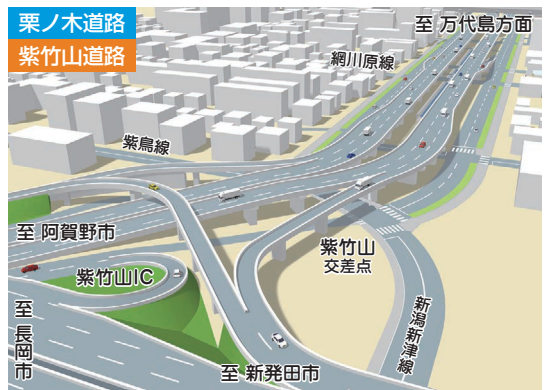 栗ノ木道路
紫竹山道路
至 万代島方面
網川原線
紫鳥線
至 阿賀野市
紫竹山IC
紫竹山
交差点
新潟新津線
至 長岡市
至 新発田市